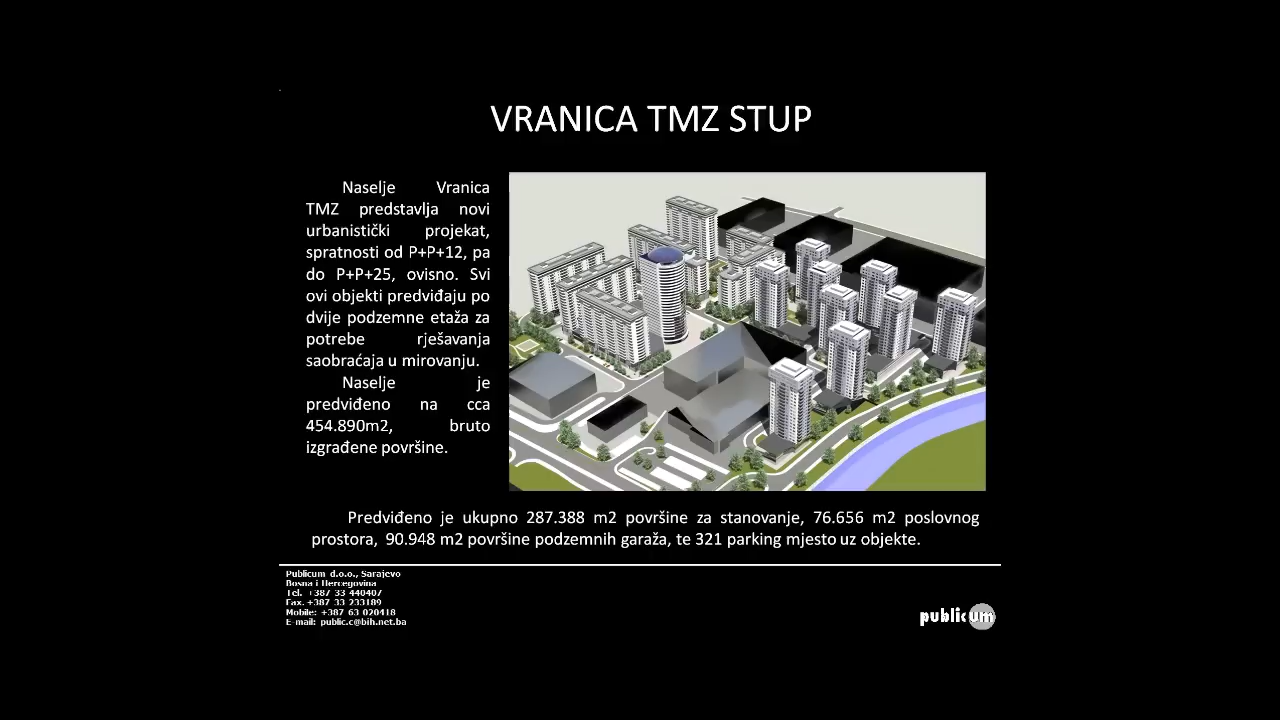 VRANICA TMZ STUP
Naselje Vranica
TMZ predstavlja novi
urbanistički projekat,
spratnosti od P+P+12, pa
do P+P+25, ovisno. Svi
ovi objekti predviđaju po
dvije podzemne etaža za
potrebe rješavanja
saobraćaja u mirovanju.
Naselje je
predviđeno na cca
454.890m2, bruto
izgrađene površine.
Predviđeno je ukupno 287.388 m2 površine za stanovanje, 76.656 m2 poslovnog
prostora, 90.948 m2 površine podzemnih garaža, te 321 parking mjesto uz objekte.
Publicum d.o.o., Sarajevo
Bosna i Hercegovina
Tel. +387 33 440407
Fax. +387 33 233189
Mobile: +387 63 020418
E-mail: public.c@bih.net.ba
publicum